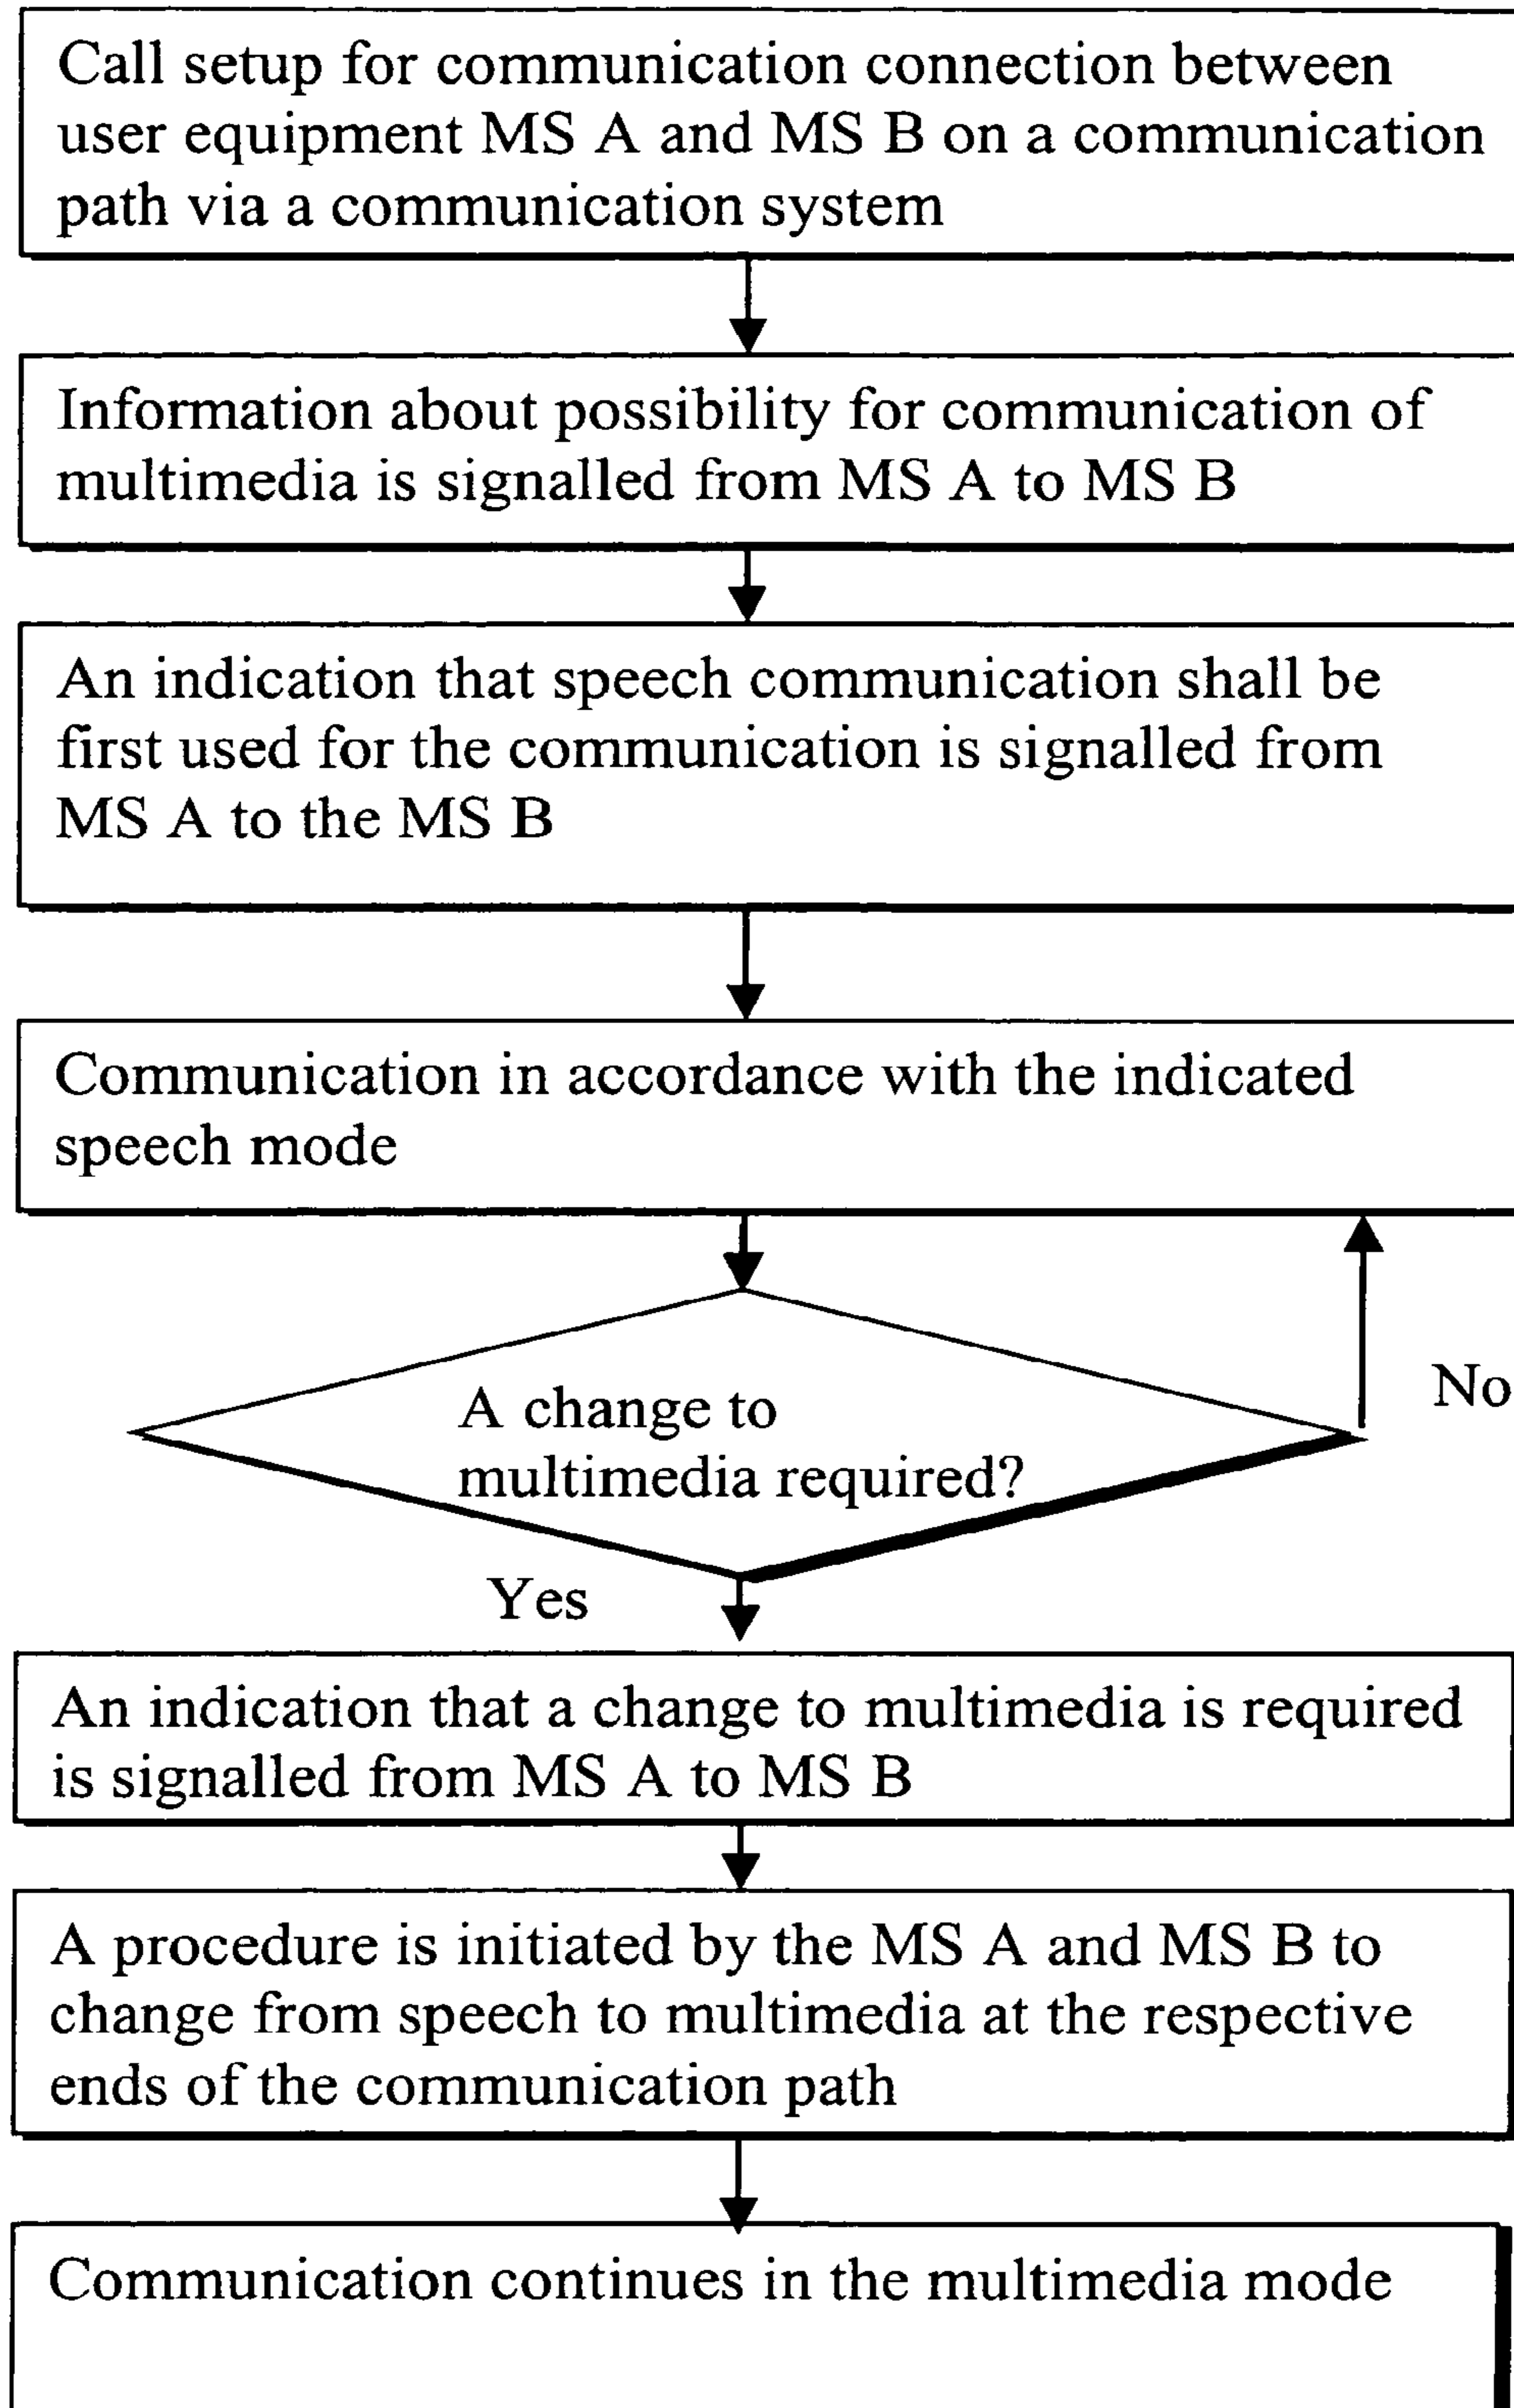 Call setup for communication connection between
user equipment MS A and MS B on a communication
path via a communication system
Information about possibility for communication of
multimedia is signalled from MS A to MS B
An indication that speech communication shall be
first used for the communication is signalled from
MS A to the MS B
Communication in accordance with the indicated
speech mode
No
A change to
multimedia required?
Yes
An indication that a change to multimedia is required
is signalled from MS A to MS B
A procedure is initiated by the MS A and MS B to
change from speech to multimedia at the respective
ends of the communication path
Communication continues in the multimedia mode